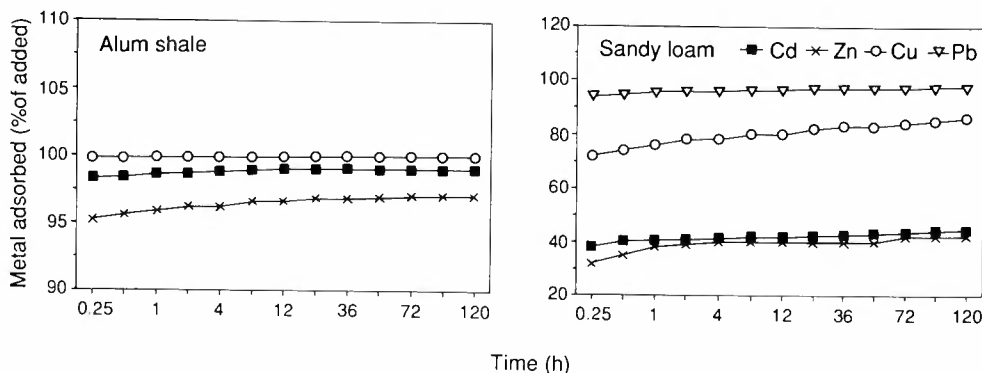 Metal adsorbed (%of added)
110
105
100
95
90
Alum shale
0.25 1 4 12 36 72 120
Sandy loam Cd Zn Cu Pb
120
100
80
60
40
20
0.25 1 4 12 36 72 120
Time (h)